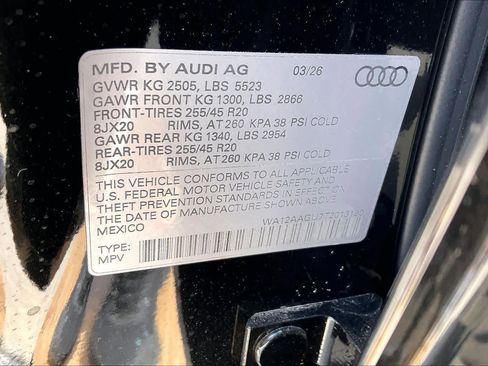 MFD. BY AUDI AG 03/26
GVWR KG 2505, LBS 5523
GAWR FRONT KG 1300, LBS 2866
FRONT-TIRES 255/45 R20
8JX20 RIMS, AT 260 KPA 38 PSI COLD
GAWR REAR KG 1340, LBS 2954
REAR-TIRES 255/45 R20
8JX20 RIMS, AT 260 KPA 38 PSI COLD
THIS VEHICLE CONFORMS TO ALL APPLICABLE
U.S. FEDERAL MOTOR VEHICLE SAFETY AND
THEFT PREVENTION STANDARDS IN EFFECT ON
THE DATE OF MANUFACTURE SHOWN ABOVE.
MEXICO
TYPE:
MPV